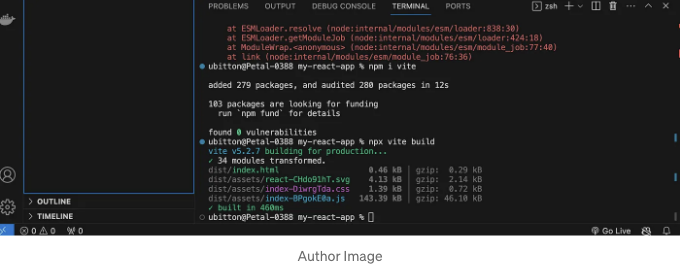 PROBLEMS OUTPUT DEBUG CONSOLE TERMINAL PORTS zsh
at ESMLoader.resolve (node:internal/modules/esm/loader:838:30)
at ESMLoader.getModuleJob (node:internal/modules/esm/loader:424:18)
at ModuleWrap.<anonymous> (node:internal/modules/esm/module_job:77:40)
at link (node:internal/modules/esm/module_job:76:36)
ubitton@Petal-0388 my-react-app % npm i vite
added 279 packages, and audited 280 packages in 12s
103 packages are looking for funding
run `npm fund` for details
found 0 vulnerabilities
ubitton@Petal-0388 my-react-app % npx vite build
vite v5.2.7 building for production...
✓ 34 modules transformed.
dist/index.html 0.46 kB │ gzip: 0.29 kB
dist/assets/react-CHdo91hT.svg 4.13 kB │ gzip: 2.14 kB
dist/assets/index-DiwrgTda.css 1.39 kB │ gzip: 0.72 kB
dist/assets/index-BPgokE0a.js 143.39 kB │ gzip: 46.10 kB
✓ built in 460ms
ubitton@Petal-0388 my-react-app %
OUTLINE
TIMELINE
0 0 0 Go Live
Author Image